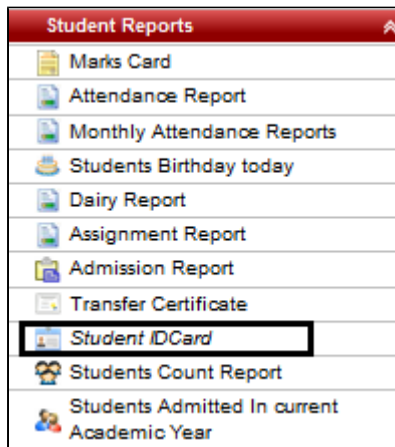 Student Reports
Marks Card
Attendance Report
Monthly Attendance Reports
Students Birthday today
Dairy Report
Assignment Report
Admission Report
Transfer Certificate
Student IDCard
Students Count Report
Students Admitted In current
Academic Year